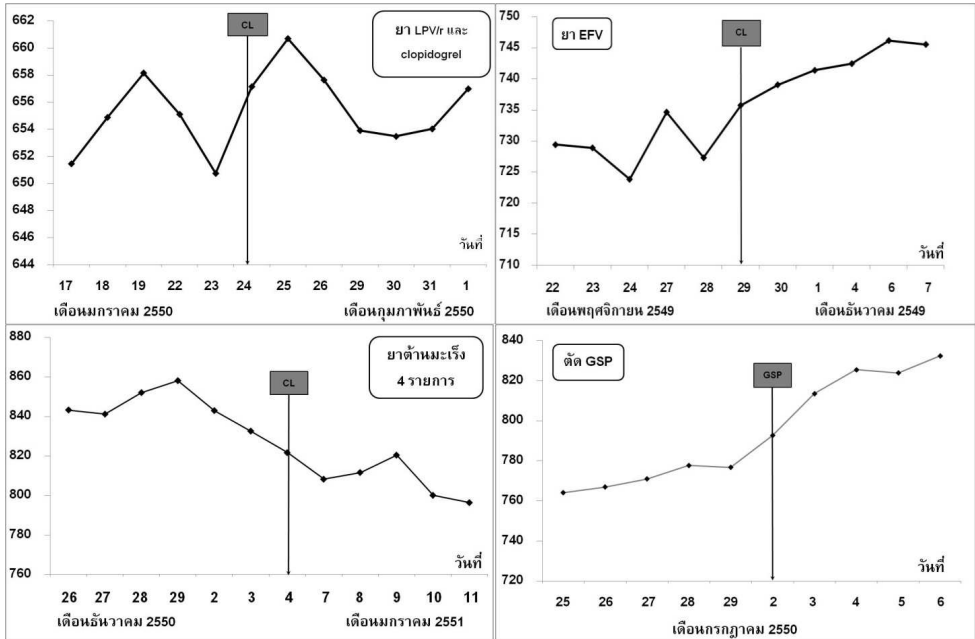 662
660
658
656
654
652
650
648
646
644
CL
ยา LPV/r และ
clopidogrel
วันที่
17 18 19 22 23 24 25 26 29 30 31 1
เดือนมกราคม 2550 เดือนกุมภาพันธ์ 2550
750
745
740
735
730
725
720
715
710
ยา EFV
CL
วันที่
22 23 24 27 28 29 30 1 4 6 7
เดือนพฤศจิกายน 2549 เดือนธันวาคม 2549
880
860
840
820
800
780
760
CL
ยาต้านมะเร็ง
4 รายการ
วันที่
26 27 28 29 2 3 4 7 8 9 10 11
เดือนธันวาคม 2550 เดือนมกราคม 2551
840
820
800
780
760
740
720
ตัด GSP
GSP
วันที่
25 26 27 28 29 2 3 4 5 6
เดือนกรกฎาคม 2550